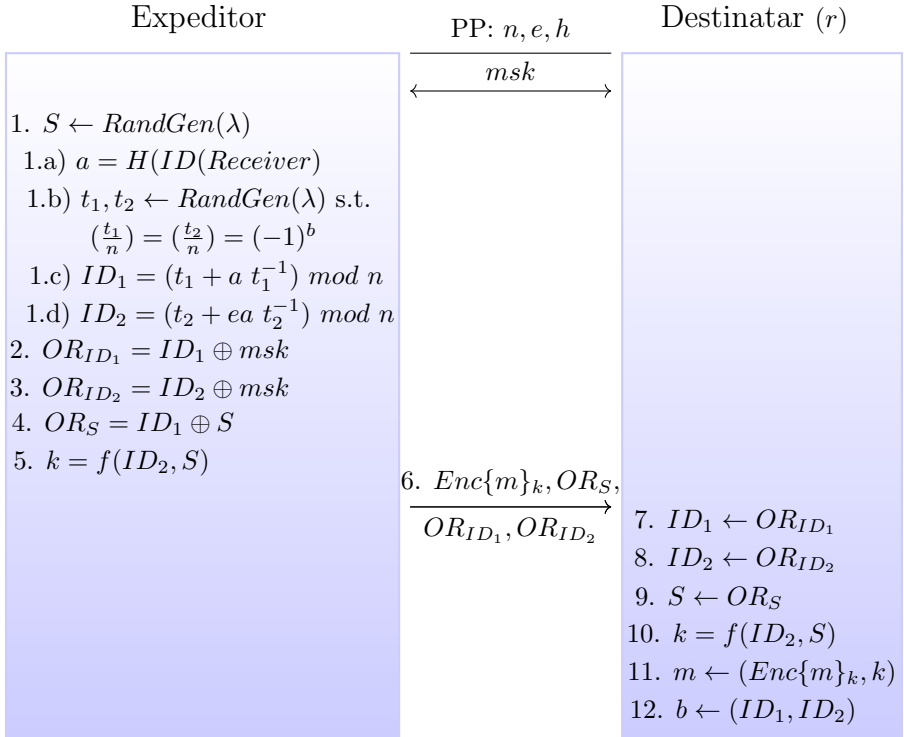 Expeditor
PP: n, e, h
Destinatar (r)
msk
1. S ← RandGen(λ)
1.a) a = H(ID(Receiver)
1.b) t₁, t₂ ← RandGen(λ) s.t.
(t₁/n) = (t₂/n) = (−1)ᵇ
1.c) ID₁ = (t₁ + a t₁⁻¹) mod n
1.d) ID₂ = (t₂ + ea t₂⁻¹) mod n
2. OR_{ID₁} = ID₁ ⊕ msk
3. OR_{ID₂} = ID₂ ⊕ msk
4. OR_S = ID₁ ⊕ S
5. k = f(ID₂, S)
6. Enc{m}ₖ, OR_S,
OR_{ID₁}, OR_{ID₂}
7. ID₁ ← OR_{ID₁}
8. ID₂ ← OR_{ID₂}
9. S ← OR_S
10. k = f(ID₂, S)
11. m ← (Enc{m}ₖ, k)
12. b ← (ID₁, ID₂)